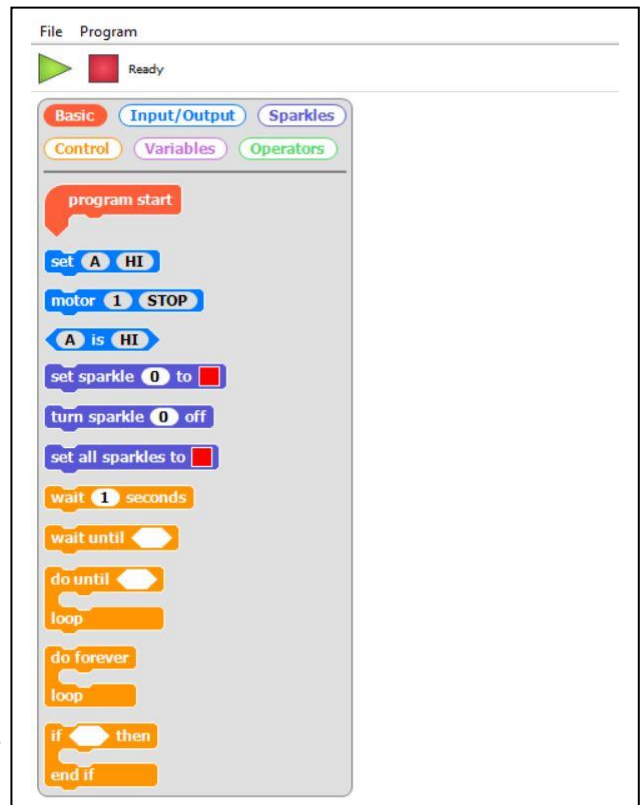 File Program
Ready
Basic Input/Output Sparkles
Control Variables Operators
program start
set A HI
motor 1 STOP
A is HI
set sparkle 0 to
turn sparkle 0 off
set all sparkles to
wait 1 seconds
wait until
do until
loop
do forever
loop
if then
end if